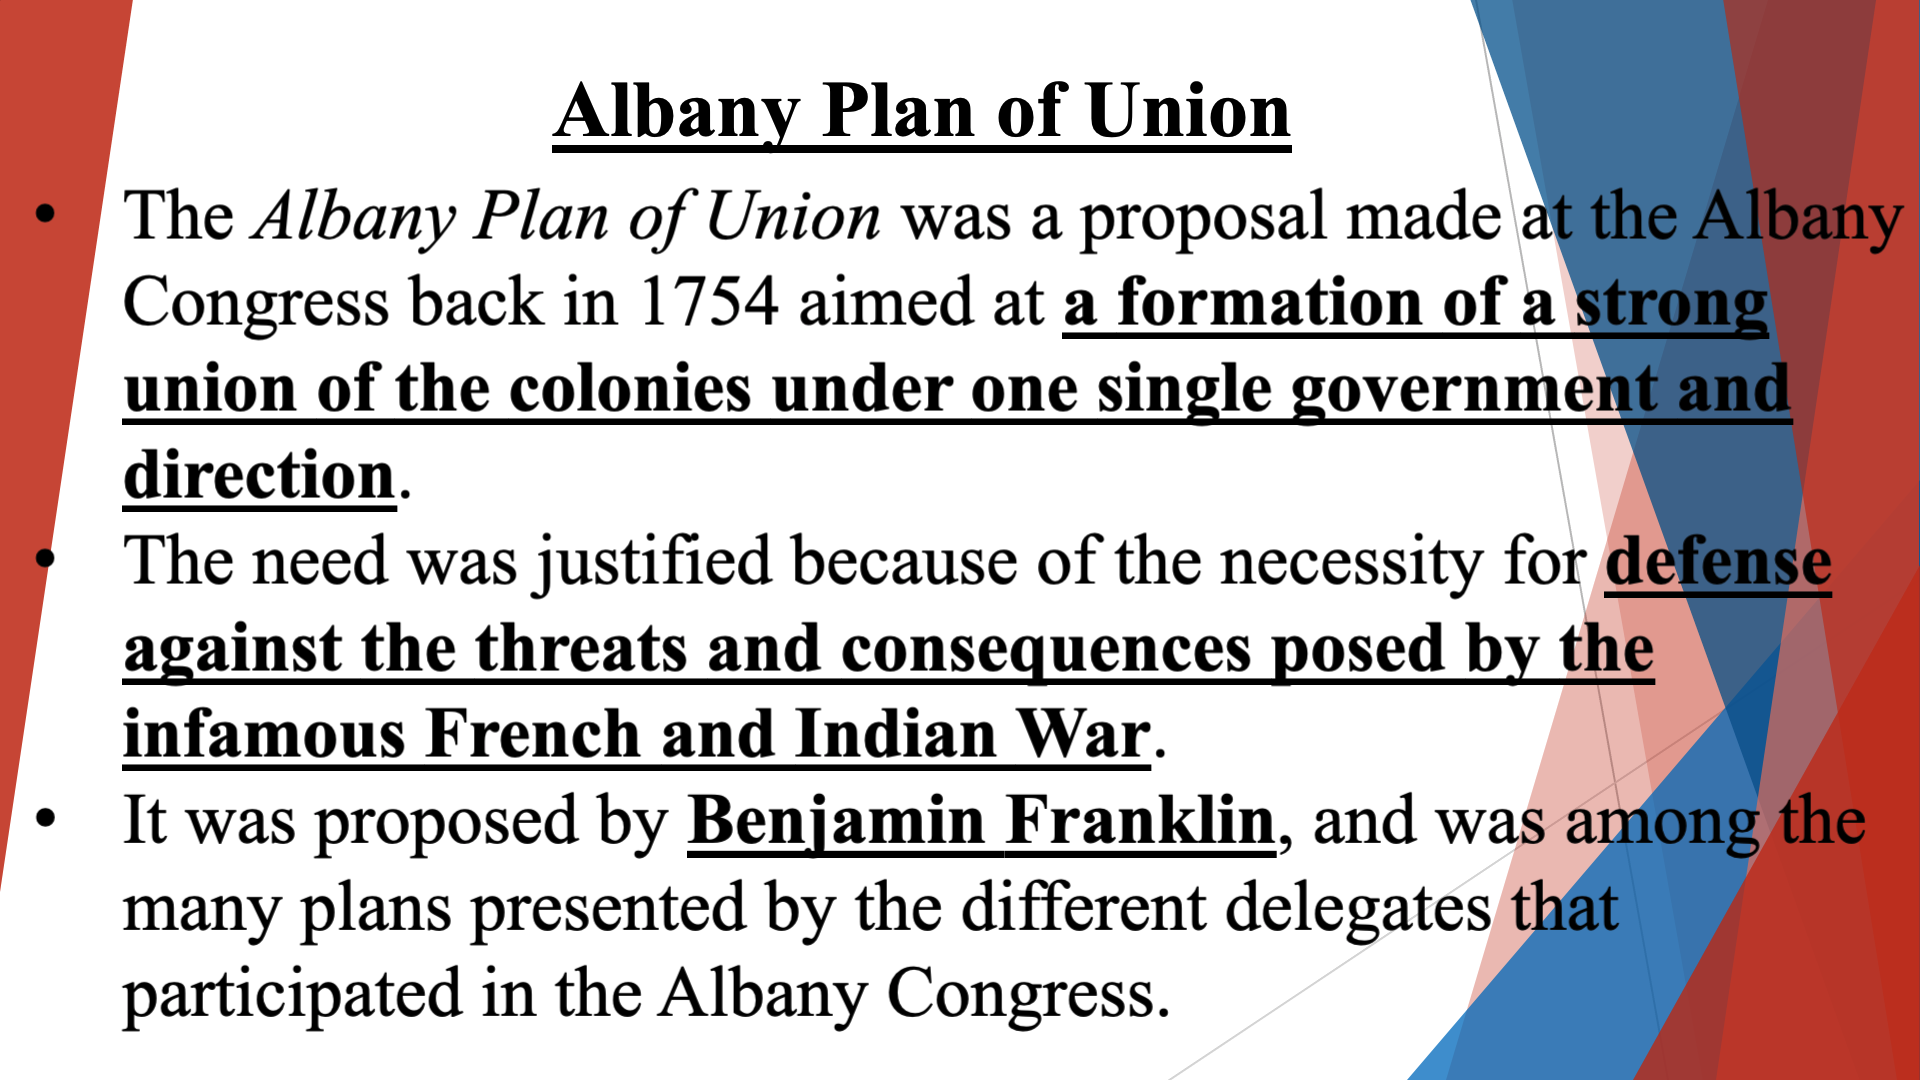 Albany Plan of Union
• The Albany Plan of Union was a proposal made at the Albany
Congress back in 1754 aimed at a formation of a strong
union of the colonies under one single government and
direction.
• The need was justified because of the necessity for defense
against the threats and consequences posed by the
infamous French and Indian War.
• It was proposed by Benjamin Franklin, and was among the
many plans presented by the different delegates that
participated in the Albany Congress.